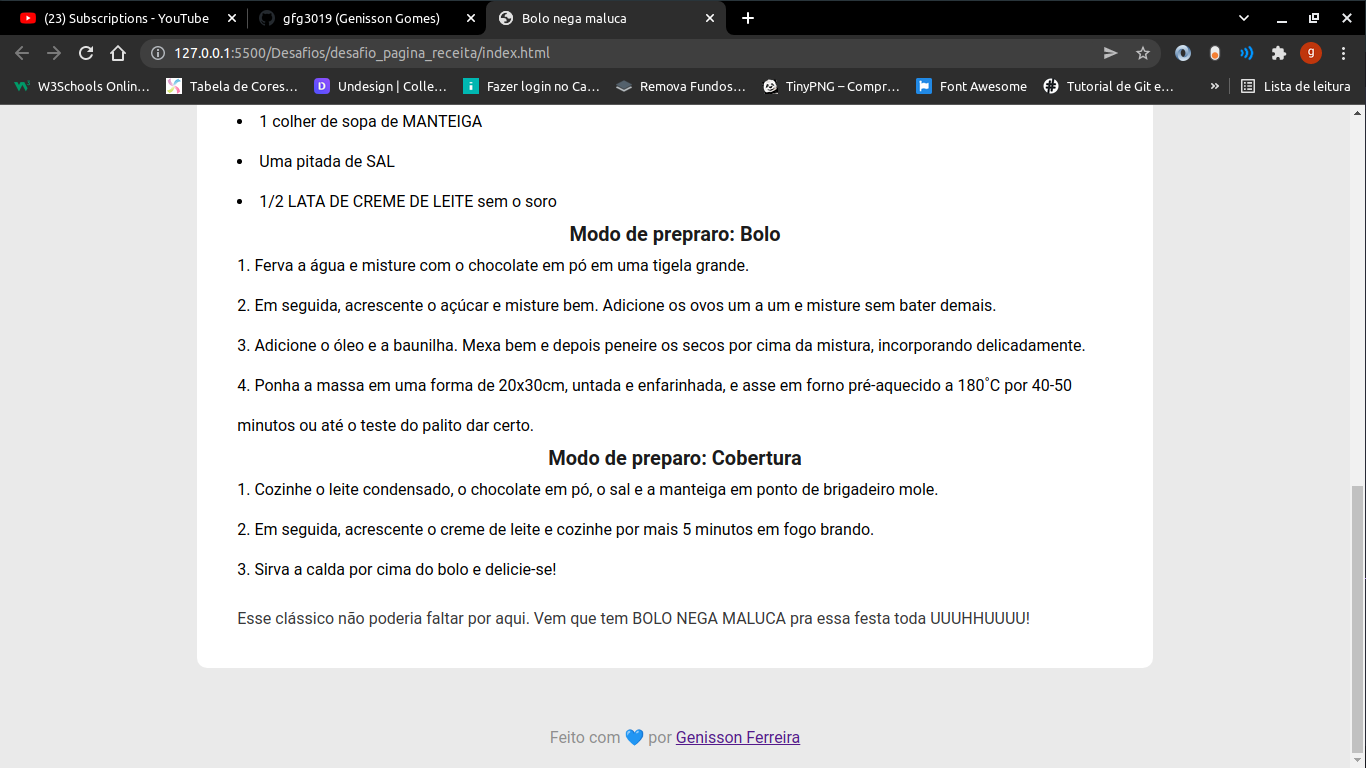 (23) Subscriptions - YouTube
gfg3019 (Genisson Gomes)
Bolo nega maluca
127.0.0.1:5500/Desafios/desafio_pagina_receita/index.html
g
W3Schools Onlin…
Tabela de Cores…
D
Undesign | Colle…
Fazer login no Ca…
Remova Fundos…
TinyPNG – Compr…
Font Awesome
Tutorial de Git e…
»
Lista de leitura
• 1 colher de sopa de MANTEIGA
• Uma pitada de SAL
• 1/2 LATA DE CREME DE LEITE sem o soro
Modo de prepraro: Bolo
1. Ferva a água e misture com o chocolate em pó em uma tigela grande.
2. Em seguida, acrescente o açúcar e misture bem. Adicione os ovos um a um e misture sem bater demais.
3. Adicione o óleo e a baunilha. Mexa bem e depois peneire os secos por cima da mistura, incorporando delicadamente.
4. Ponha a massa em uma forma de 20x30cm, untada e enfarinhada, e asse em forno pré-aquecido a 180˚C por 40-50
minutos ou até o teste do palito dar certo.
Modo de preparo: Cobertura
1. Cozinhe o leite condensado, o chocolate em pó, o sal e a manteiga em ponto de brigadeiro mole.
2. Em seguida, acrescente o creme de leite e cozinhe por mais 5 minutos em fogo brando.
3. Sirva a calda por cima do bolo e delicie-se!
Esse clássico não poderia faltar por aqui. Vem que tem BOLO NEGA MALUCA pra essa festa toda UUUHHUUUU!
Feito com 💙 por Genisson Ferreira